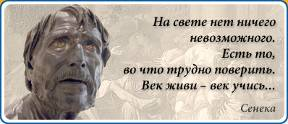 На свете нет ничего
невозможного.
Есть то,
во что трудно поверить.
Век живи – век учись...
Сенека